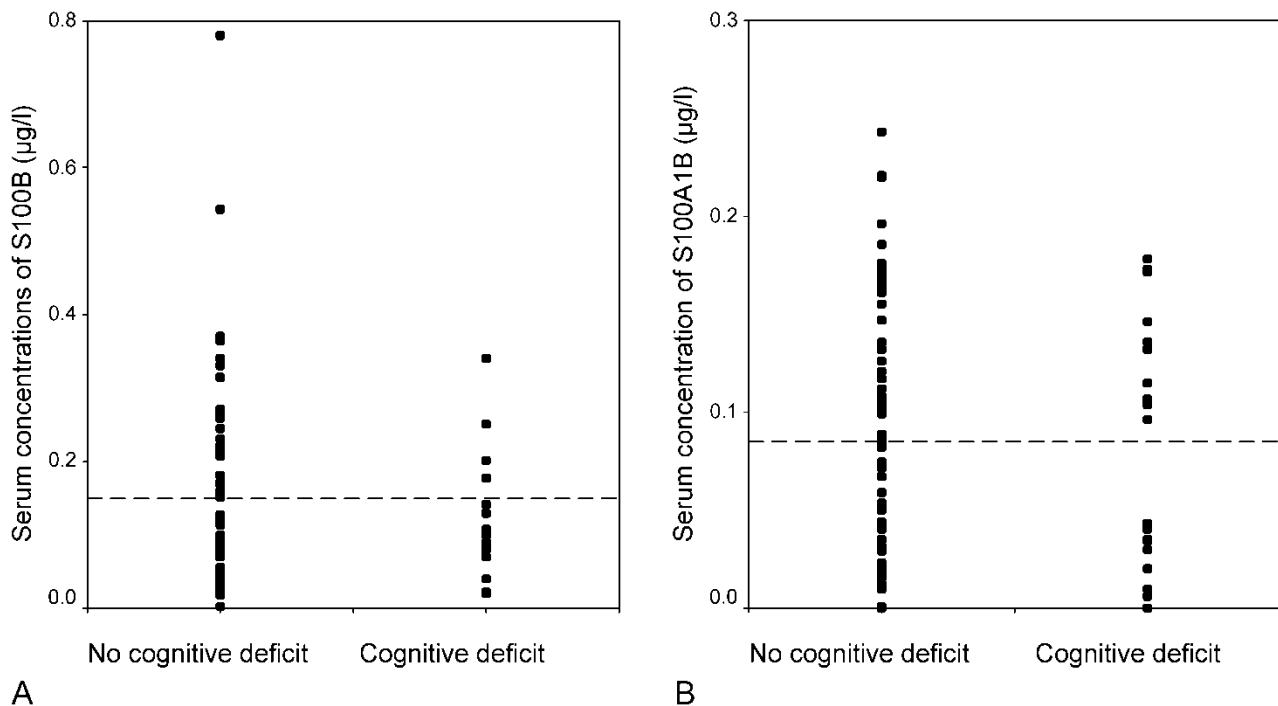 Serum concentrations of S100B (µg/l)
0.8
0.6
0.4
0.2
0.0
No cognitive deficit
Cognitive deficit
A
Serum concentration of S100A1B (µg/l)
0.3
0.2
0.1
0.0
No cognitive deficit
Cognitive deficit
B